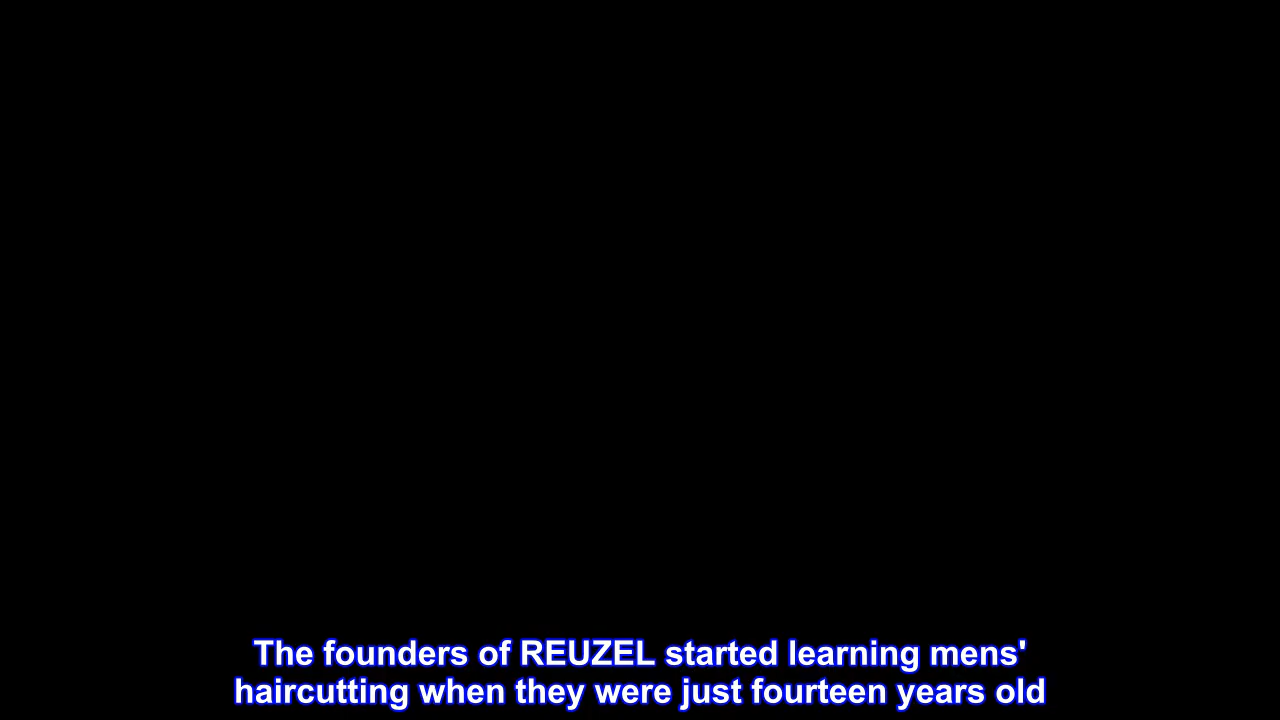 The founders of REUZEL started learning mens'
haircutting when they were just fourteen years old